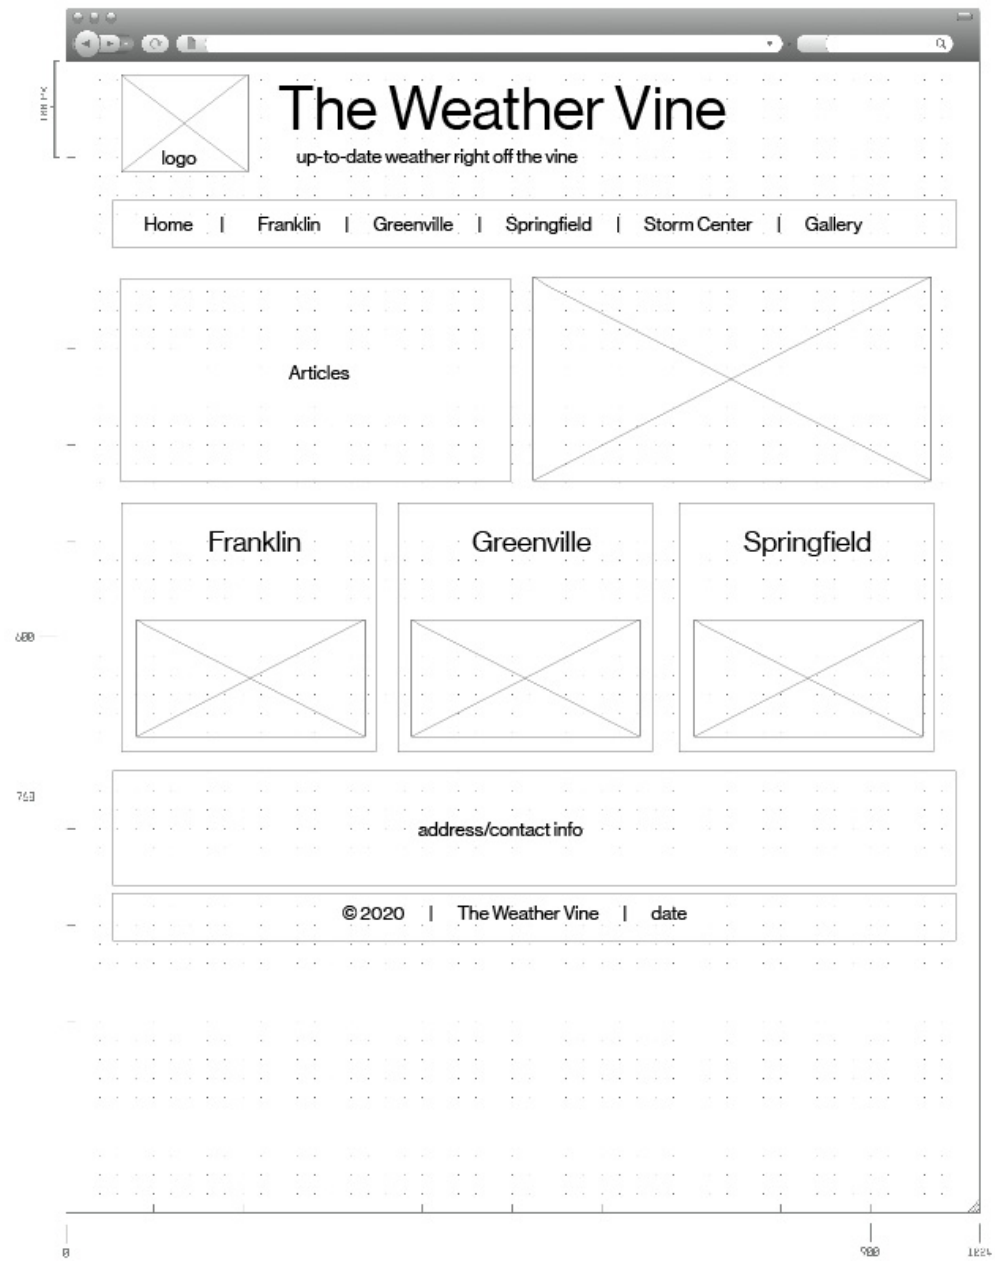 The Weather Vine
logo
up-to-date weather right off the vine
Home | Franklin | Greenville | Springfield | Storm Center | Gallery
Articles
Franklin
Greenville
Springfield
600
address/contact info
© 2020 | The Weather Vine | date
0
900